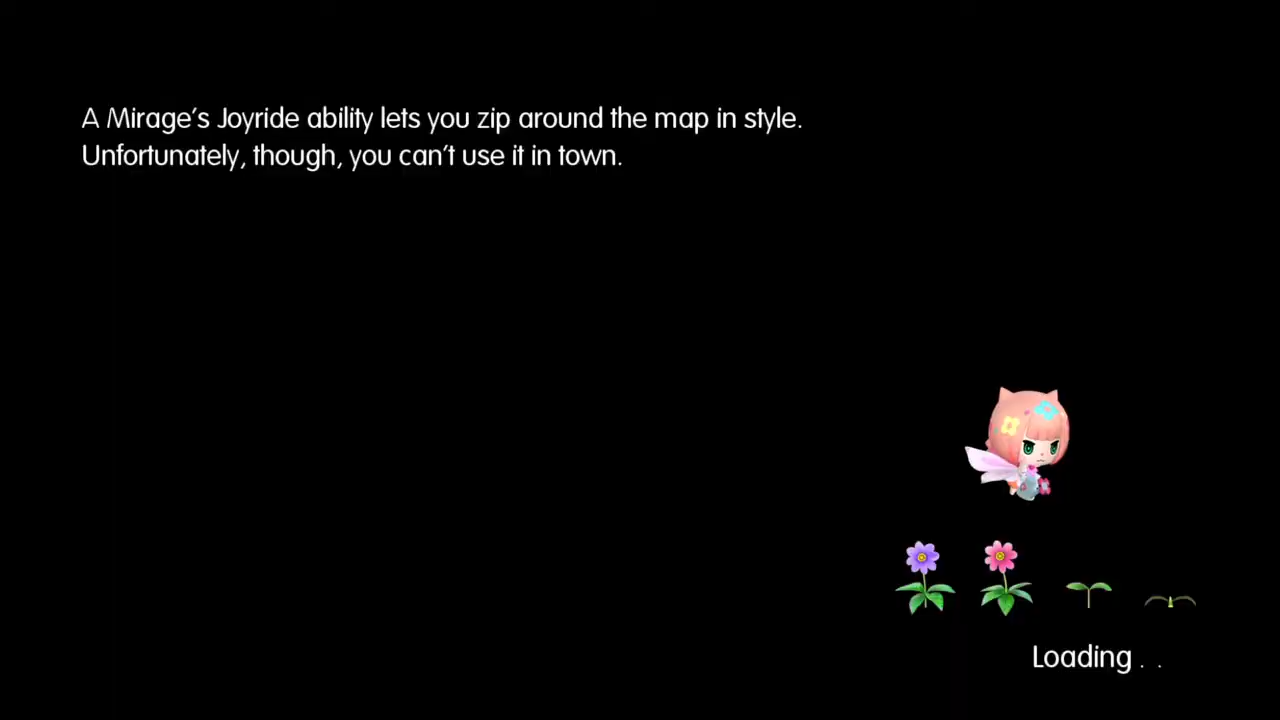 A Mirage's Joyride ability lets you zip around the map in style.
Unfortunately, though, you can't use it in town.
Loading . .